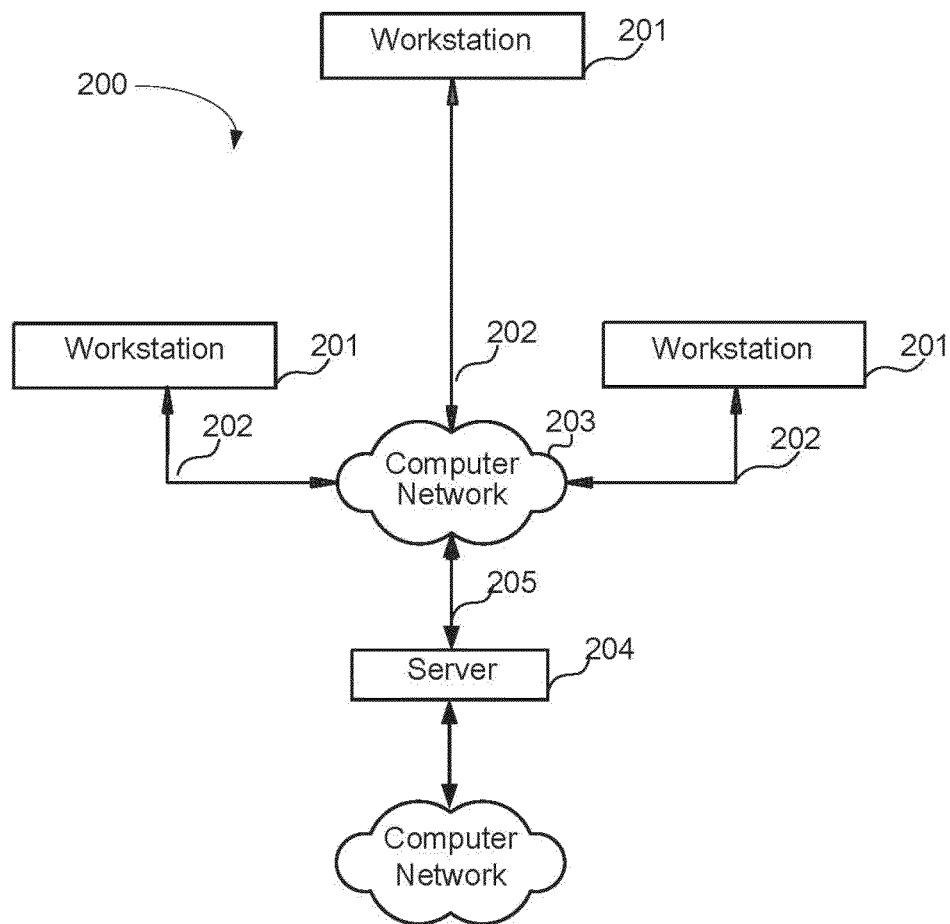 Workstation
201
200
202
Workstation
201
Workstation
201
202
203
202
Computer
Network
205
Server
204
Computer
Network